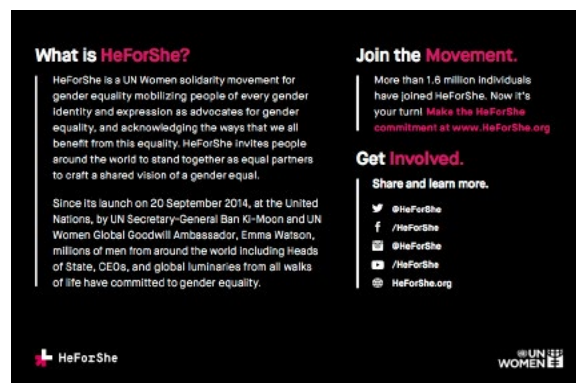 What is HeForShe?
HeForShe is a UN Women solidarity movement for
gender equality mobilizing people of every gender
identity and expression as advocates for gender
equality, and acknowledging the ways that we all
benefit from this equality. HeForShe invites people
around the world to stand together as equal partners
to craft a shared vision of a gender equal.
Since its launch on 20 September 2014, at the United
Nations, by UN Secretary-General Ban Ki-Moon and UN
Women Global Goodwill Ambassador, Emma Watson,
millions of men from around the world including Heads
of State, CEOs, and global luminaries from all walks
of life have committed to gender equality.
Join the Movement.
More than 1.6 million individuals
have joined HeForShe. Now it's
your turn! Make the HeForShe
commitment at www.HeForShe.org
Get Involved.
Share and learn more.
@HeForShe
/HeForShe
@HeForShe
/HeForShe
HeForShe.org
HeForShe
UN
WOMEN